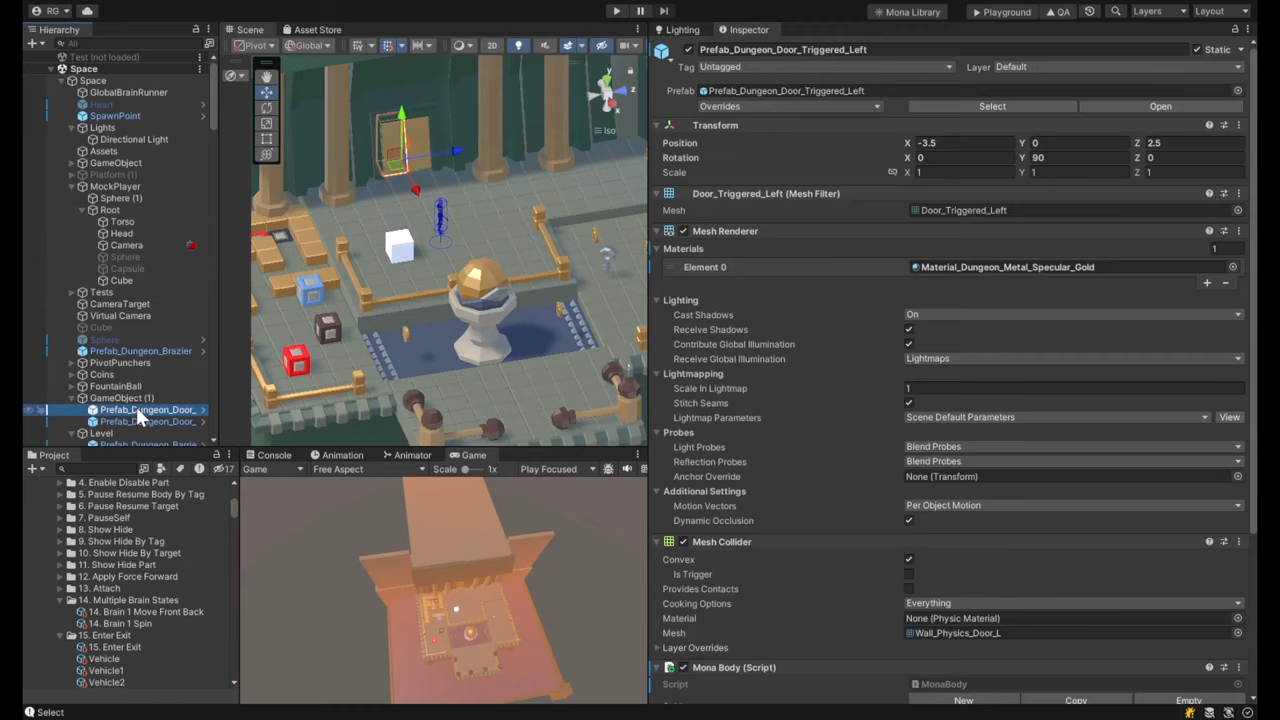 RG
Mona Library
Playground
QA
Layers
Layout
Hierarchy
All
Test (not loaded)
Space
Space
GlobalBrainRunner
Heart
SpawnPoint
Lights
Directional Light
Assets
GameObject
Platform (1)
MockPlayer
Sphere (1)
Root
Torso
Head
Camera
Sphere
Capsule
Cube
Tests
CameraTarget
Virtual Camera
Cube
Sphere
Prefab_Dungeon_Brazier
PivotPunchers
Coins
FountainBall
GameObject (1)
Prefab_Dungeon_Door_
Prefab_Dungeon_Door_
Level
Prefab_Dungeon_Barrie
Scene
Asset Store
Pivot
Global
2D
y
z
Iso
Project
17
4. Enable Disable Part
5. Pause Resume Body By Tag
6. Pause Resume Target
7. PauseSelf
8. Show Hide
9. Show Hide By Tag
10. Show Hide By Target
11. Show Hide Part
12. Apply Force Forward
13. Attach
14. Multiple Brain States
14. Brain 1 Move Front Back
14. Brain 1 Spin
15. Enter Exit
15. Enter Exit
Vehicle
Vehicle1
Vehicle2
Select
Console
Animation
Animator
Game
Game
Free Aspect
Scale
1x
Play Focused
Lighting
Inspector
Prefab_Dungeon_Door_Triggered_Left
Static
Tag Untagged Layer Default
Prefab Prefab_Dungeon_Door_Triggered_Left
Overrides Select Open
Transform
Position X -3.5 Y 0 Z 2.5
Rotation X 0 Y 90 Z 0
Scale X 1 Y 1 Z 1
Door_Triggered_Left (Mesh Filter)
Mesh Door_Triggered_Left
Mesh Renderer
Materials 1
Element 0 Material_Dungeon_Metal_Specular_Gold
Lighting
Cast Shadows On
Receive Shadows
Contribute Global Illumination
Receive Global Illumination Lightmaps
Lightmapping
Scale In Lightmap 1
Stitch Seams
Lightmap Parameters Scene Default Parameters View
Probes
Light Probes Blend Probes
Reflection Probes Blend Probes
Anchor Override None (Transform)
Additional Settings
Motion Vectors Per Object Motion
Dynamic Occlusion
Mesh Collider
Convex
Is Trigger
Provides Contacts
Cooking Options Everything
Material None (Physic Material)
Mesh Wall_Physics_Door_L
Layer Overrides
Mona Body (Script)
Script MonaBody
New Copy Empty